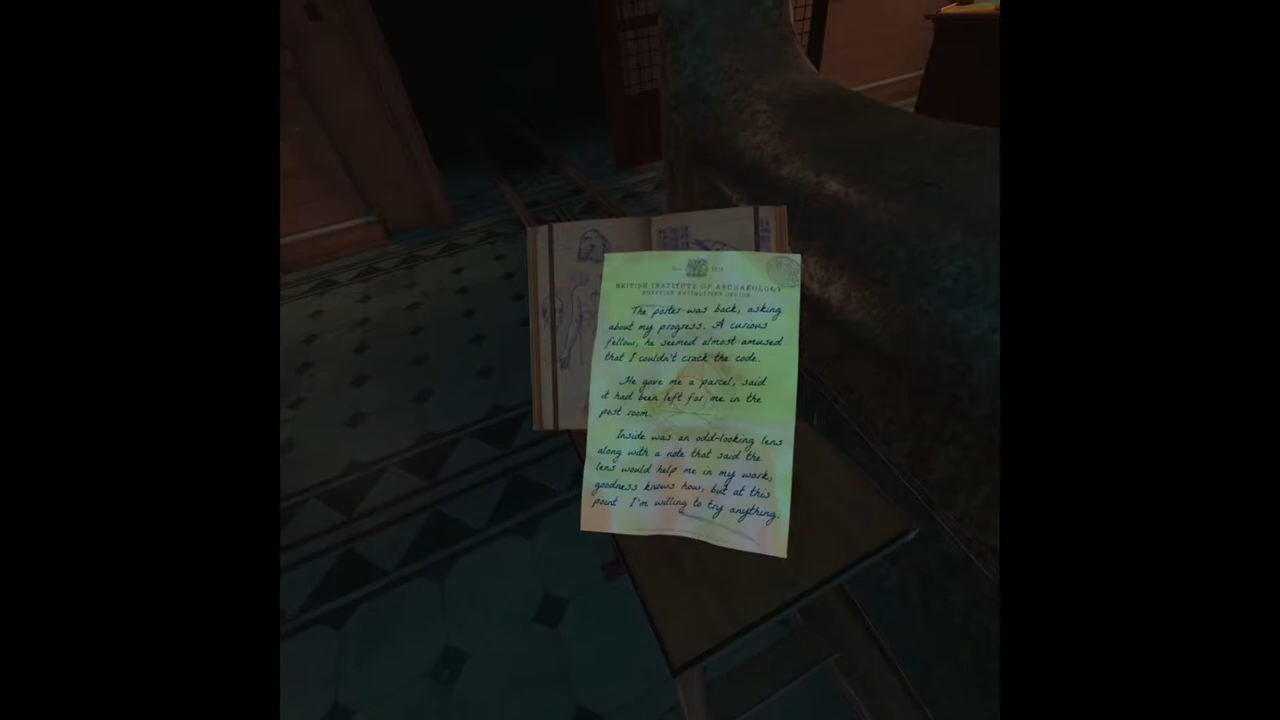 BRITISH INSTITUTE OF ARCHAEOLOGY
The porter was back, asking
about my progress. A curious
fellow, he seemed almost amused
that I couldn't crack the code.
He gave me a parcel, said
it had been left for me in the
post room.
Inside was an odd-looking lens
along with a note that said the
lens would help me in my work,
goodness knows how, but at this
point I'm willing to try anything.